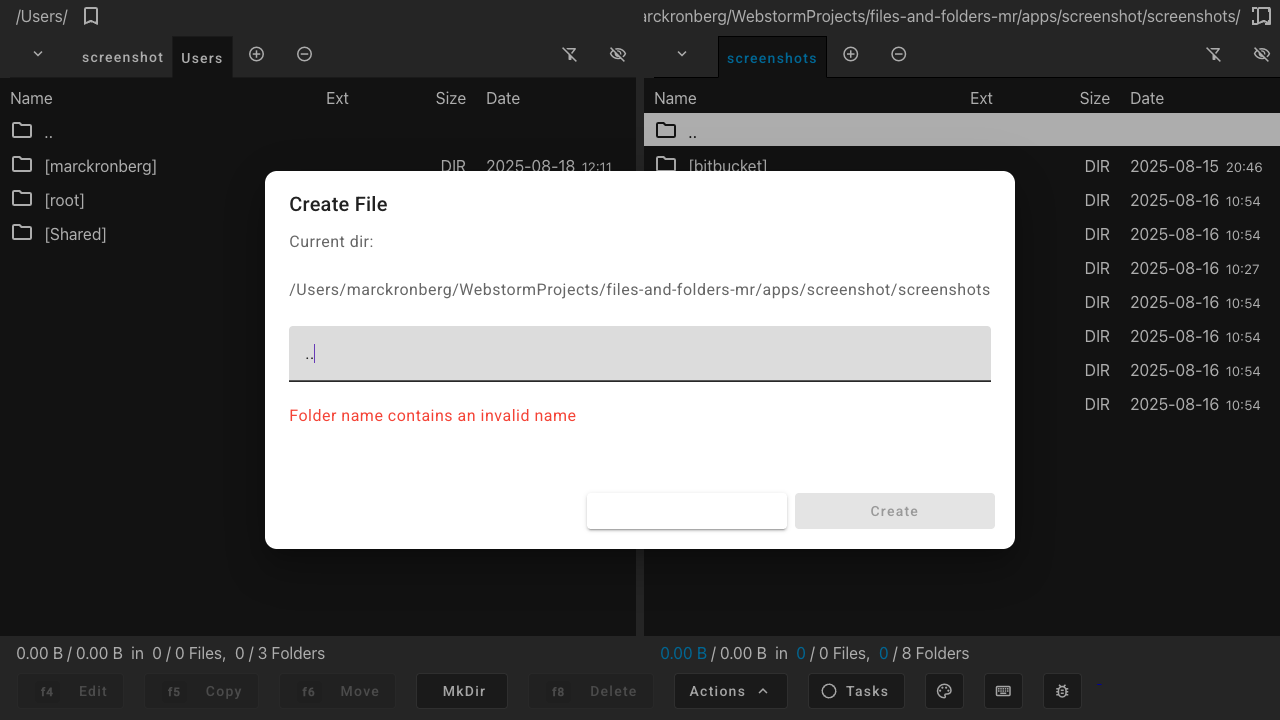 /Users/
arckronberg/WebstormProjects/files-and-folders-mr/apps/screenshot/screenshots/
screenshot Users
screenshots
Name Ext Size Date
..
[marckronberg] DIR 2025-08-18 12:11
[root]
[Shared]
Name Ext Size Date
..
[bitbucket] DIR 2025-08-15 20:46
DIR 2025-08-16 10:54
DIR 2025-08-16 10:54
DIR 2025-08-16 10:27
DIR 2025-08-16 10:54
DIR 2025-08-16 10:54
DIR 2025-08-16 10:54
DIR 2025-08-16 10:54
Create File
Current dir:
/Users/marckronberg/WebstormProjects/files-and-folders-mr/apps/screenshot/screenshots
..
Folder name contains an invalid name
Create
0.00 B / 0.00 B in 0 / 0 Files, 0 / 3 Folders
0.00 B / 0.00 B in 0 / 0 Files, 0 / 8 Folders
f4 Edit f5 Copy f6 Move MkDir f8 Delete Actions Tasks